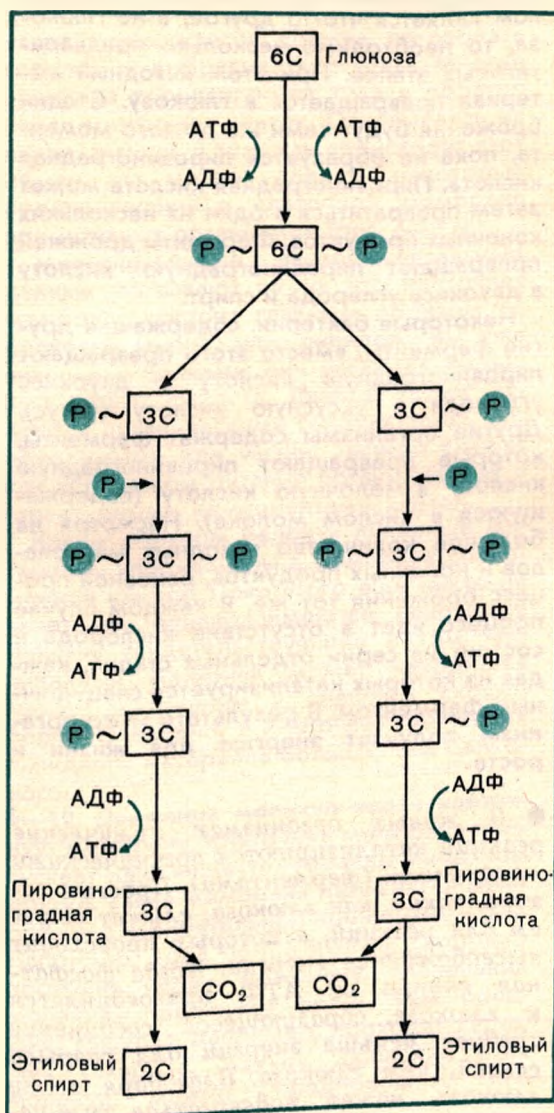 6С Глюкоза
АТФ АТФ
АДФ АДФ
Р ~ 6С ~ Р
Р ~ 3С 3С ~ Р
Р Р
Р ~ 3С ~ Р Р ~ 3С ~ Р
АДФ АДФ
АТФ АТФ
Р ~ 3С 3С ~ Р
АДФ АДФ
АТФ АТФ
Пировино-
градная
кислота
3С 3С
Пировино-
градная
кислота
CO2 CO2
Этиловый
спирт
2С 2С
Этиловый
спирт